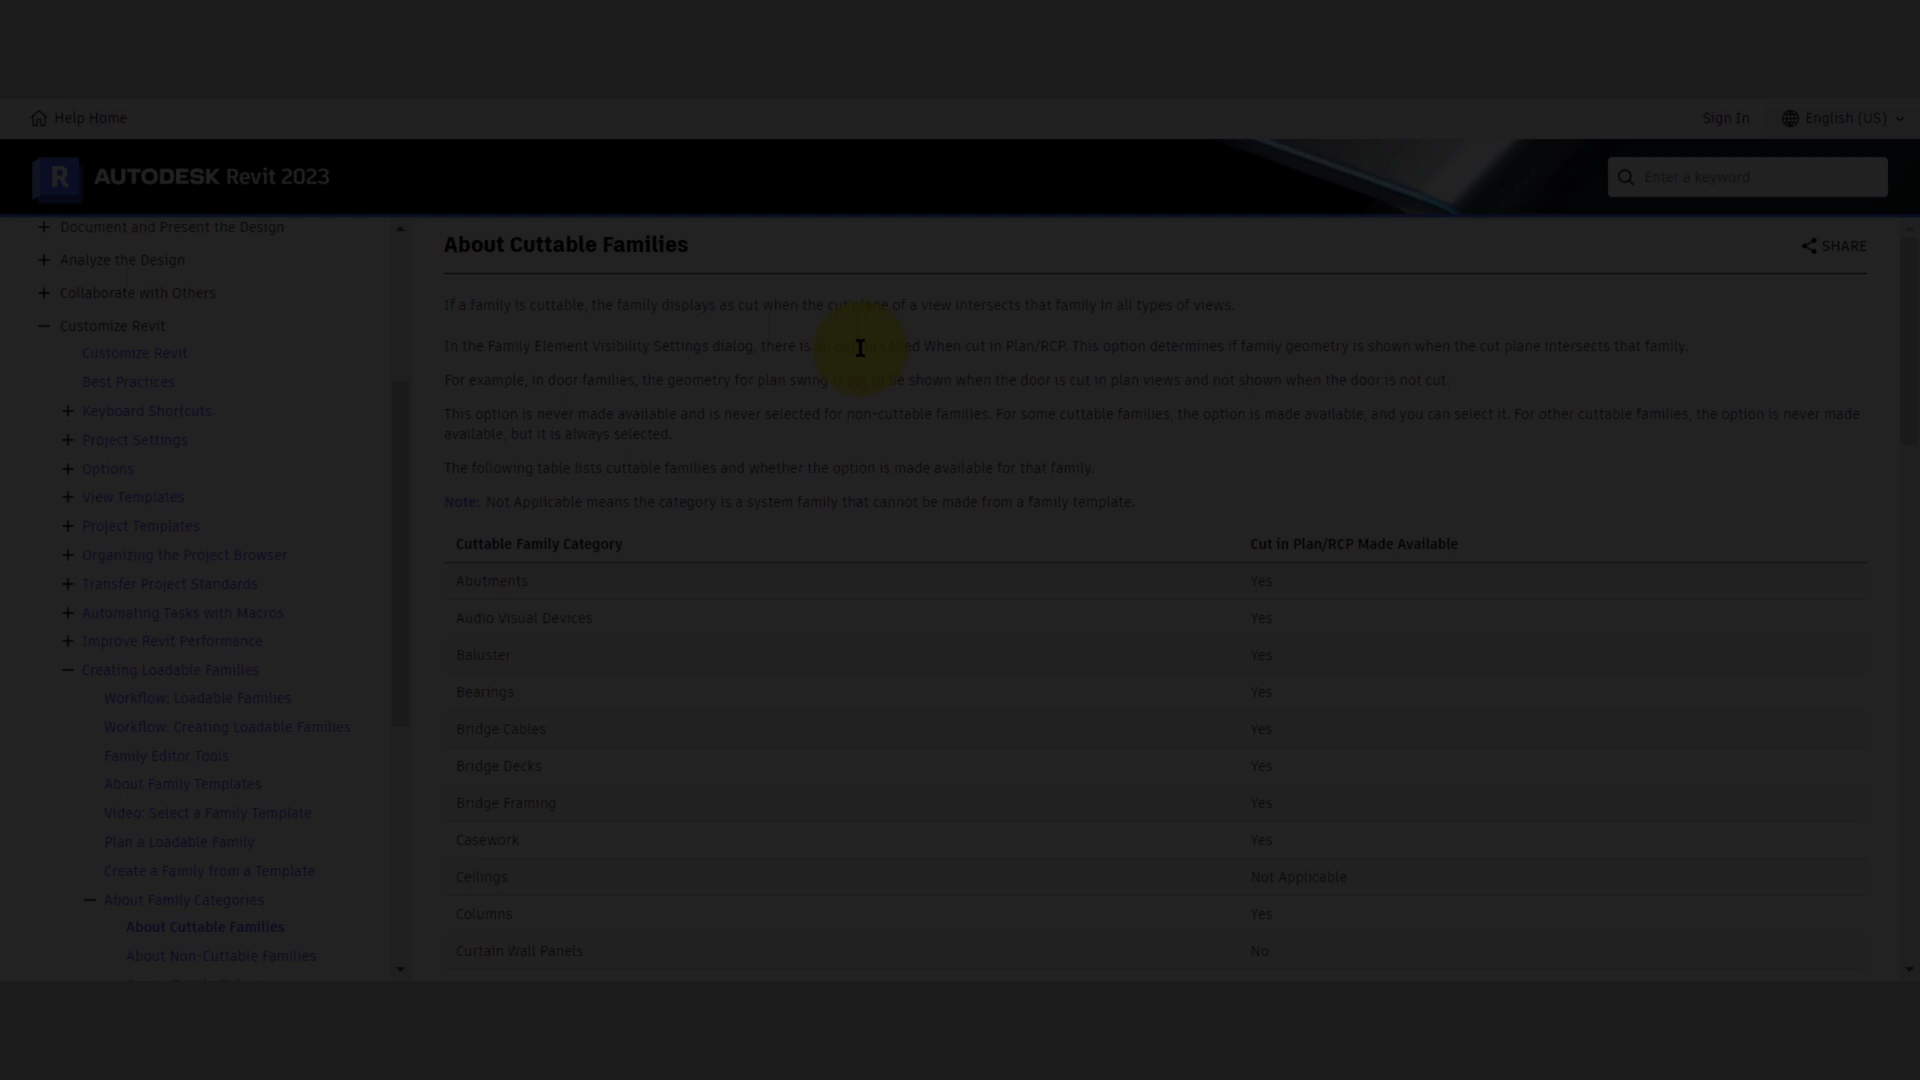 Help Home
Sign In
English (US)
R AUTODESK Revit 2023
Enter a keyword
Document and Present the Design
Analyze the Design
Collaborate with Others
Customize Revit
Customize Revit
Best Practices
Keyboard Shortcuts
Project Settings
Options
View Templates
Project Templates
Organizing the Project Browser
Transfer Project Standards
Automating Tasks with Macros
Improve Revit Performance
Creating Loadable Families
Workflow: Loadable Families
Workflow: Creating Loadable Families
Family Editor Tools
About Family Templates
Video: Select a Family Template
Plan a Loadable Family
Create a Family from a Template
About Family Categories
About Cuttable Families
About Non-Cuttable Families
About Cuttable Families
SHARE
If a family is cuttable, the family displays as cut when the cut plane of a view intersects that family in all types of views.
In the Family Element Visibility Settings dialog, there is an option called When cut in Plan/RCP. This option determines if family geometry is shown when the cut plane intersects that family.
For example, in door families, the geometry for plan swing is set to be shown when the door is cut in plan views and not shown when the door is not cut.
This option is never made available and is never selected for non-cuttable families. For some cuttable families, the option is made available, and you can select it. For other cuttable families, the option is never made
available, but it is always selected.
The following table lists cuttable families and whether the option is made available for that family.
Note: Not Applicable means the category is a system family that cannot be made from a family template.
Cuttable Family Category Cut in Plan/RCP Made Available
Abutments Yes
Audio Visual Devices Yes
Baluster Yes
Bearings Yes
Bridge Cables Yes
Bridge Decks Yes
Bridge Framing Yes
Casework Yes
Ceilings Not Applicable
Columns Yes
Curtain Wall Panels No